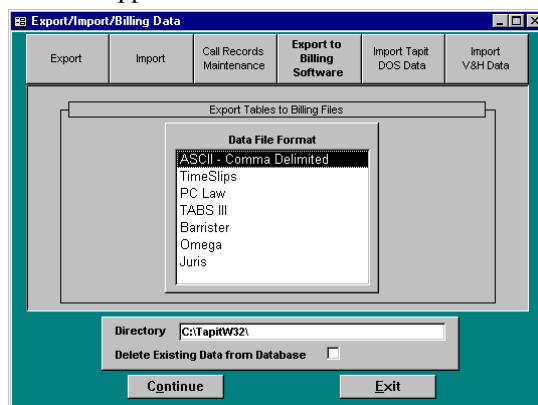 Export/Import/Billing Data
Export
Import
Call Records
Maintenance
Export to
Billing
Software
Import Tapit
DOS Data
Import
V&H Data
Export Tables to Billing Files
Data File Format
ASCII - Comma Delimited
TimeSlips
PC Law
TABS III
Barrister
Omega
Juris
Directory C:\TapitW32\
Delete Existing Data from Database
Continue Exit